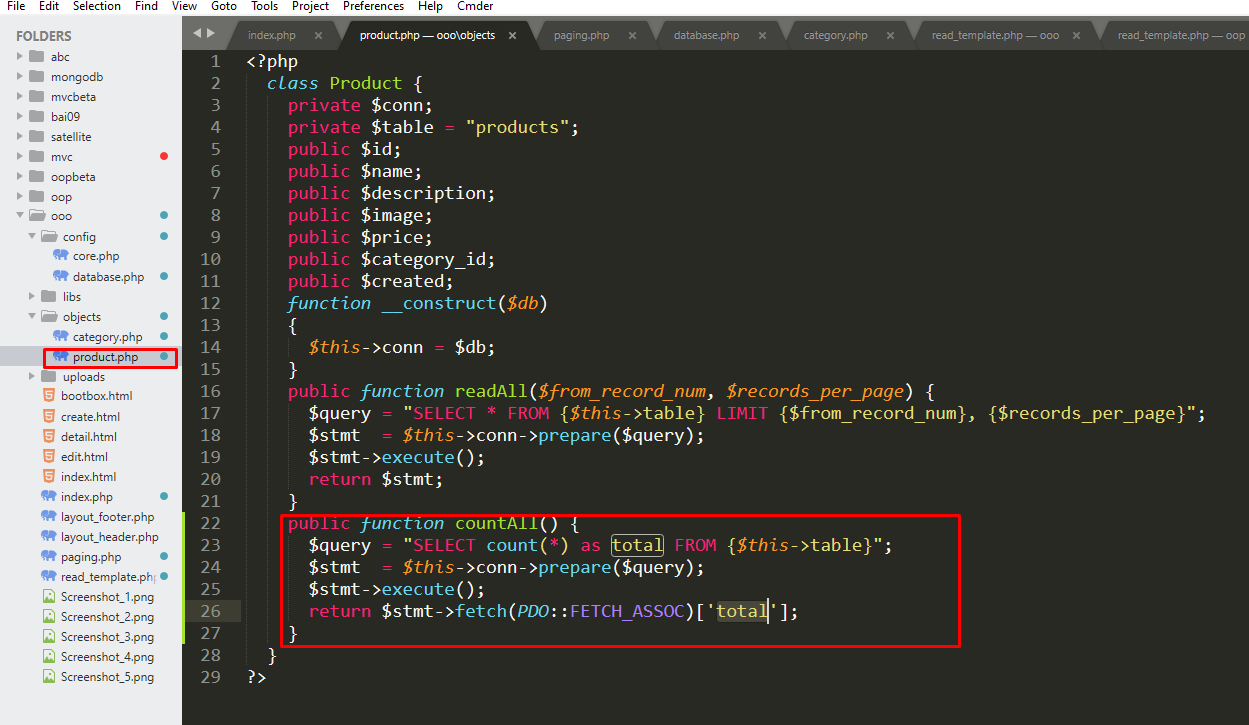 File Edit Selection Find View Goto Tools Project Preferences Help Cmder
FOLDERS
abc
mongodb
mvcbeta
bai09
satellite
mvc
oopbeta
oop
ooo
config
core.php
database.php
libs
objects
category.php
product.php
uploads
bootbox.html
create.html
detail.html
edit.html
index.html
index.php
layout_footer.php
layout_header.php
paging.php
read_template.php
Screenshot_1.png
Screenshot_2.png
Screenshot_3.png
Screenshot_4.png
Screenshot_5.png
index.php × product.php — ooo\objects × paging.php × database.php × category.php × read_template.php — ooo × read_template.php — oop
1 <?php
2 class Product {
3 private $conn;
4 private $table = "products";
5 public $id;
6 public $name;
7 public $description;
8 public $image;
9 public $price;
10 public $category_id;
11 public $created;
12 function __construct($db)
13 {
14 $this->conn = $db;
15 }
16 public function readAll($from_record_num, $records_per_page) {
17 $query = "SELECT * FROM {$this->table} LIMIT {$from_record_num}, {$records_per_page}";
18 $stmt = $this->conn->prepare($query);
19 $stmt->execute();
20 return $stmt;
21 }
22 public function countAll() {
23 $query = "SELECT count(*) as total FROM {$this->table}";
24 $stmt = $this->conn->prepare($query);
25 $stmt->execute();
26 return $stmt->fetch(PDO::FETCH_ASSOC)['total'];
27 }
28 }
29 ?>